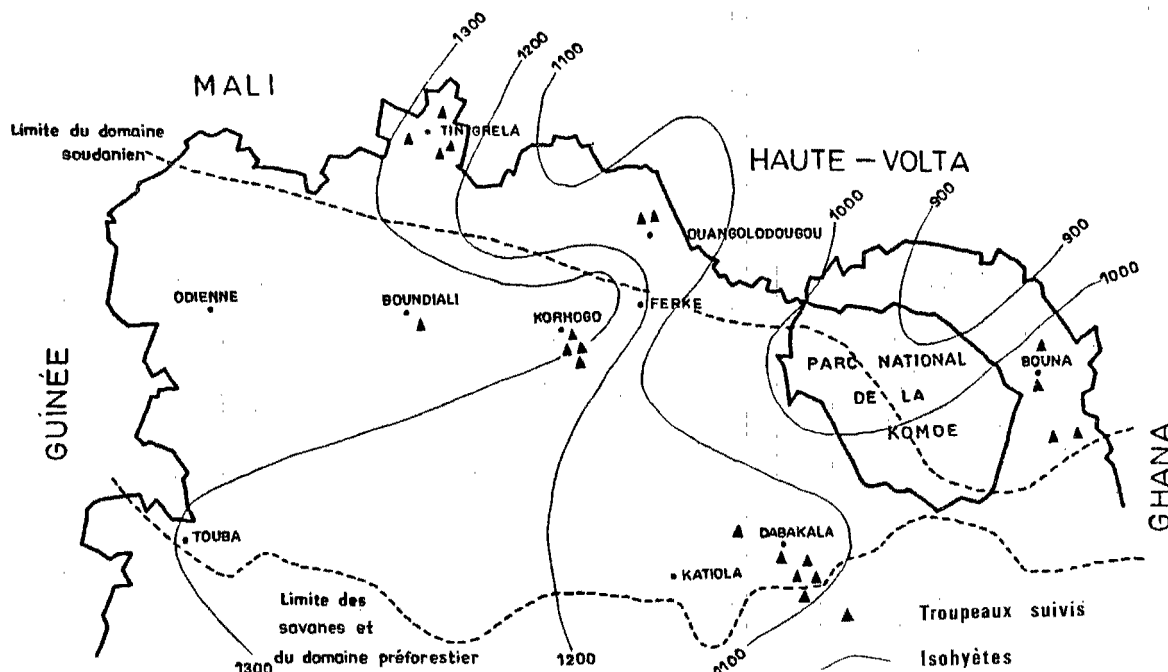 1300
1200
1100
MALI
Limite du domaine
soudanien
TINGRELA
HAUTE - VOLTA
1000
900
900
1000
OUANGOLODOUGOU
ODIENNE
BOUNDIALI
KORHOGO
FERKE
PARC NATIONAL
DE LA
KOMOE
BOUNA
GUÍNÉE
GHANA
TOUBA
DABAKALA
KATIOLA
Limite des
savanes et
du domaine préforestier
1300
1200
1100
Troupeaux suivis
Isohyètes